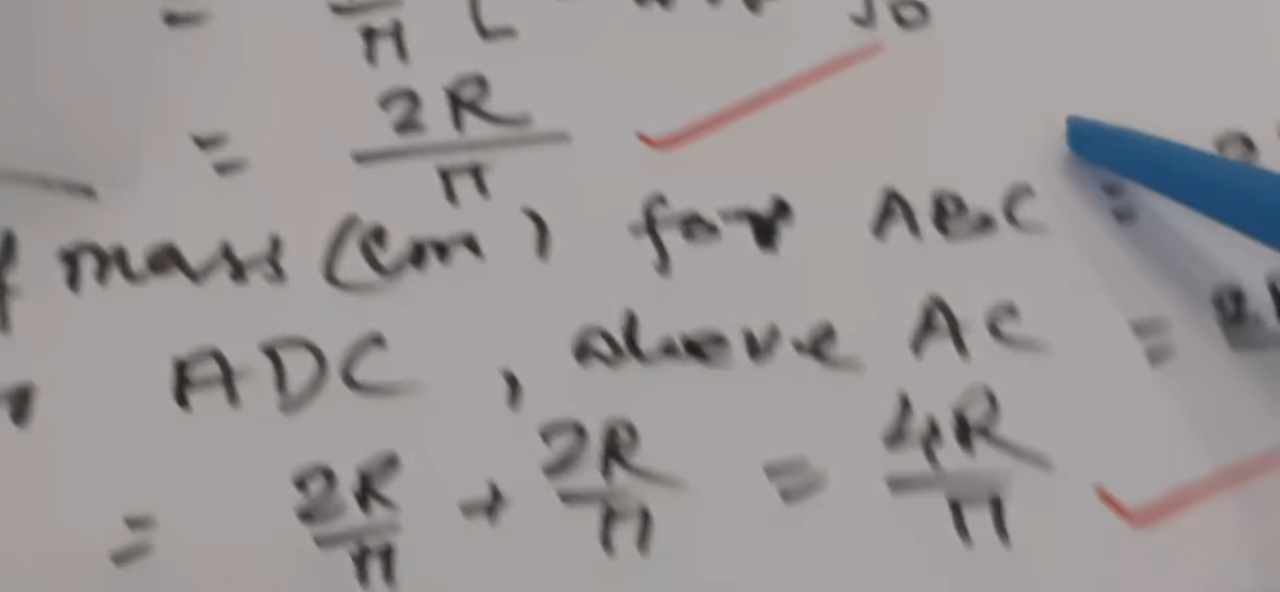 = 2R/π
mass (cm) for ABC =
ADC, above AC =
= 2R/π + 2R/π = 4R/π